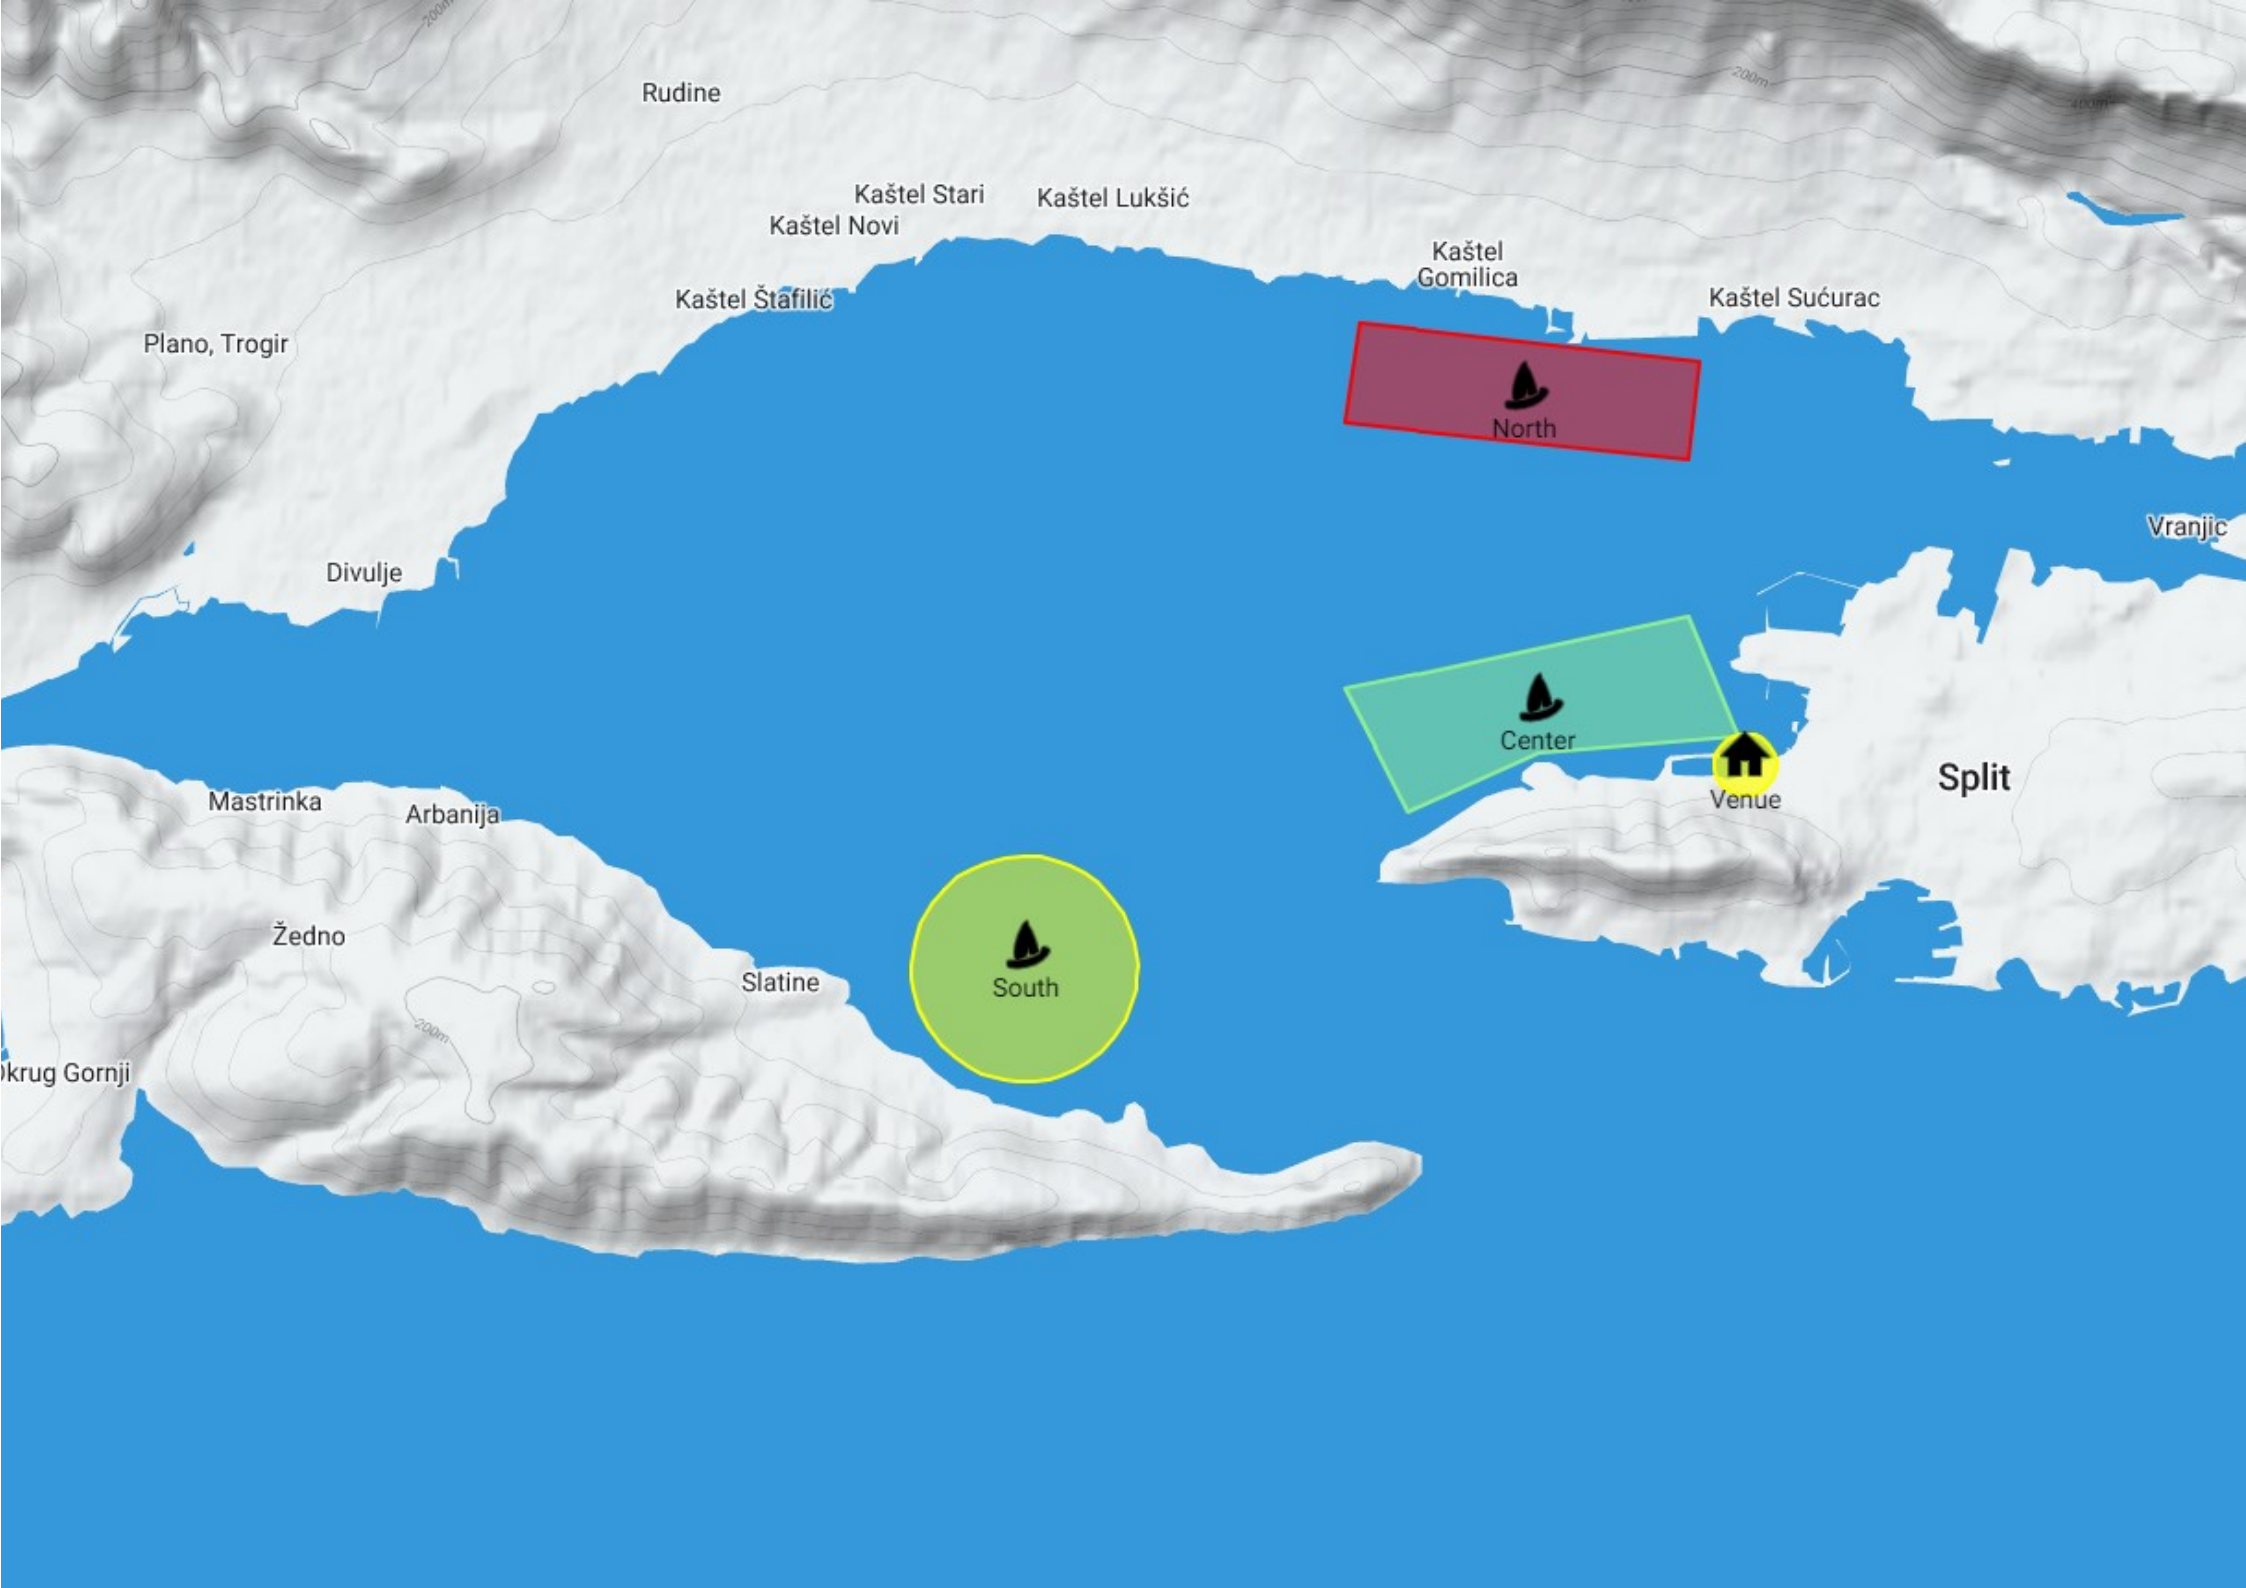 200m
Rudine
200m
400m
Kaštel Stari
Kaštel Lukšić
Kaštel Novi
Kaštel
Gomilica
Kaštel Štafilić
Kaštel Sućurac
Plano, Trogir
North
Vranjic
Divulje
Center
Split
Venue
Mastrinka
Arbanija
Žedno
Slatine
South
200m
Okrug Gornji